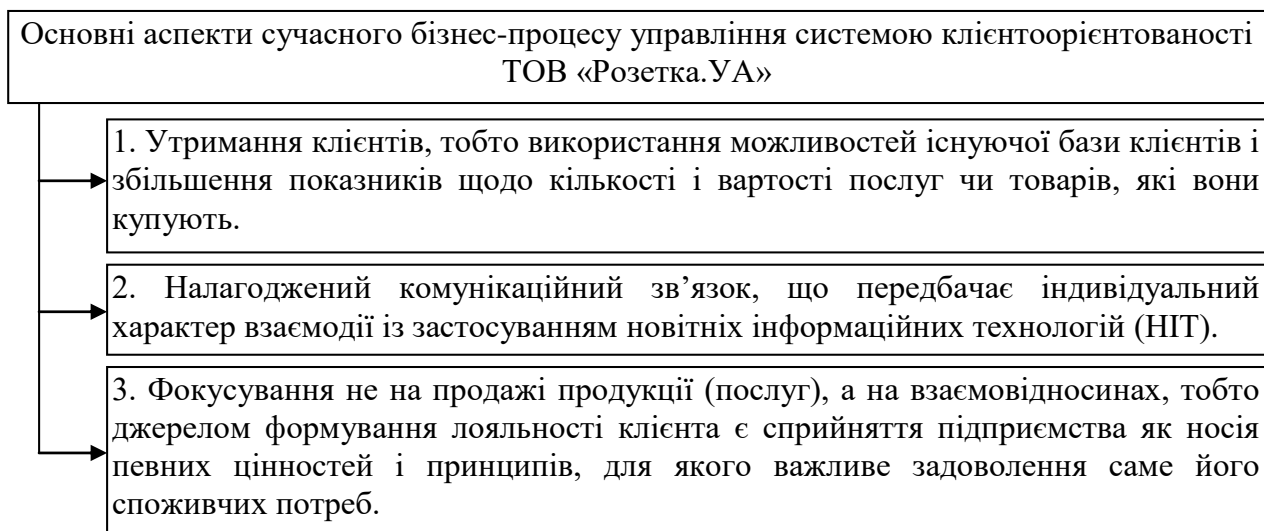 Основні аспекти сучасного бізнес-процесу управління системою клієнтоорієнтованості
ТОВ «Розетка.УА»
1. Утримання клієнтів, тобто використання можливостей існуючої бази клієнтів і
збільшення показників щодо кількості і вартості послуг чи товарів, які вони
купують.
2. Налагоджений комунікаційний зв’язок, що передбачає індивідуальний
характер взаємодії із застосуванням новітніх інформаційних технологій (НІТ).
3. Фокусування не на продажі продукції (послуг), а на взаємовідносинах, тобто
джерелом формування лояльності клієнта є сприйняття підприємства як носія
певних цінностей і принципів, для якого важливе задоволення саме його
споживчих потреб.